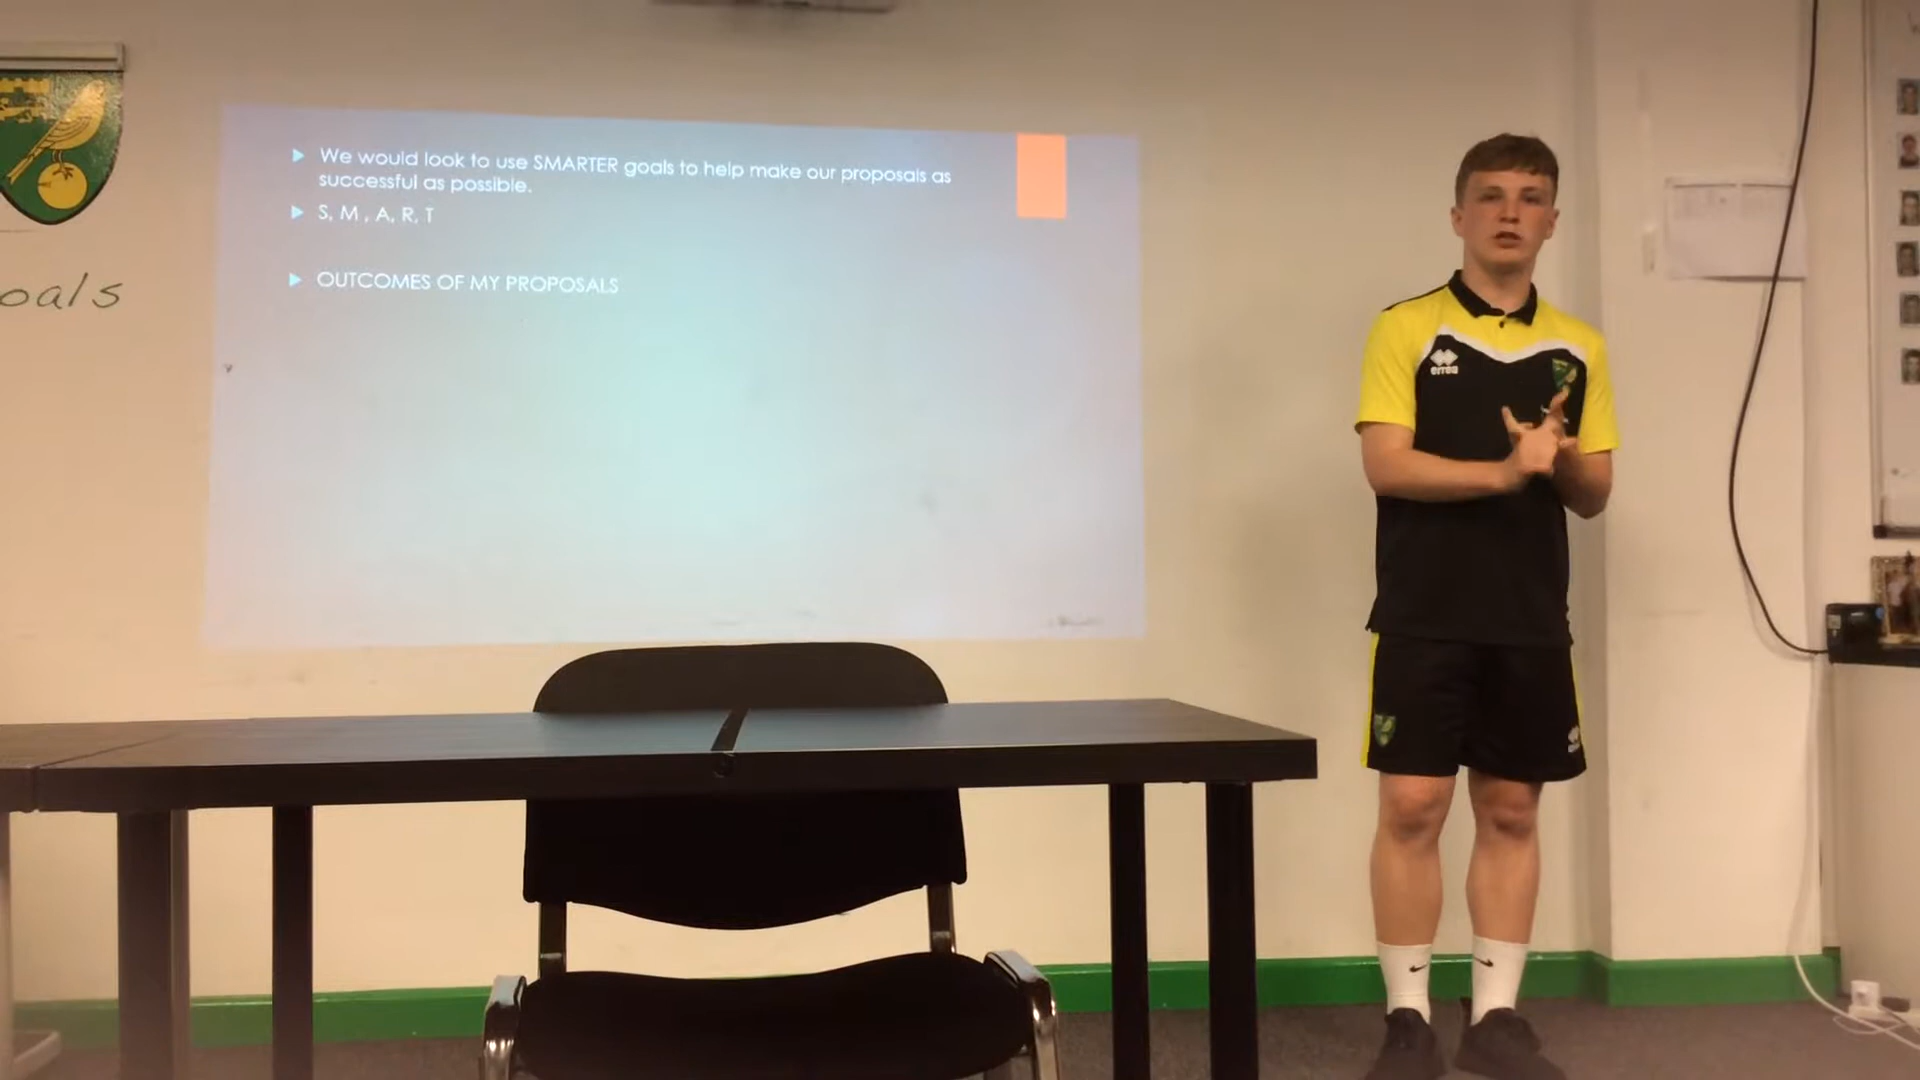 We would look to use SMARTER goals to help make our proposals as
successful as possible.
S, M , A, R, T
OUTCOMES OF MY PROPOSALS
oals
errea